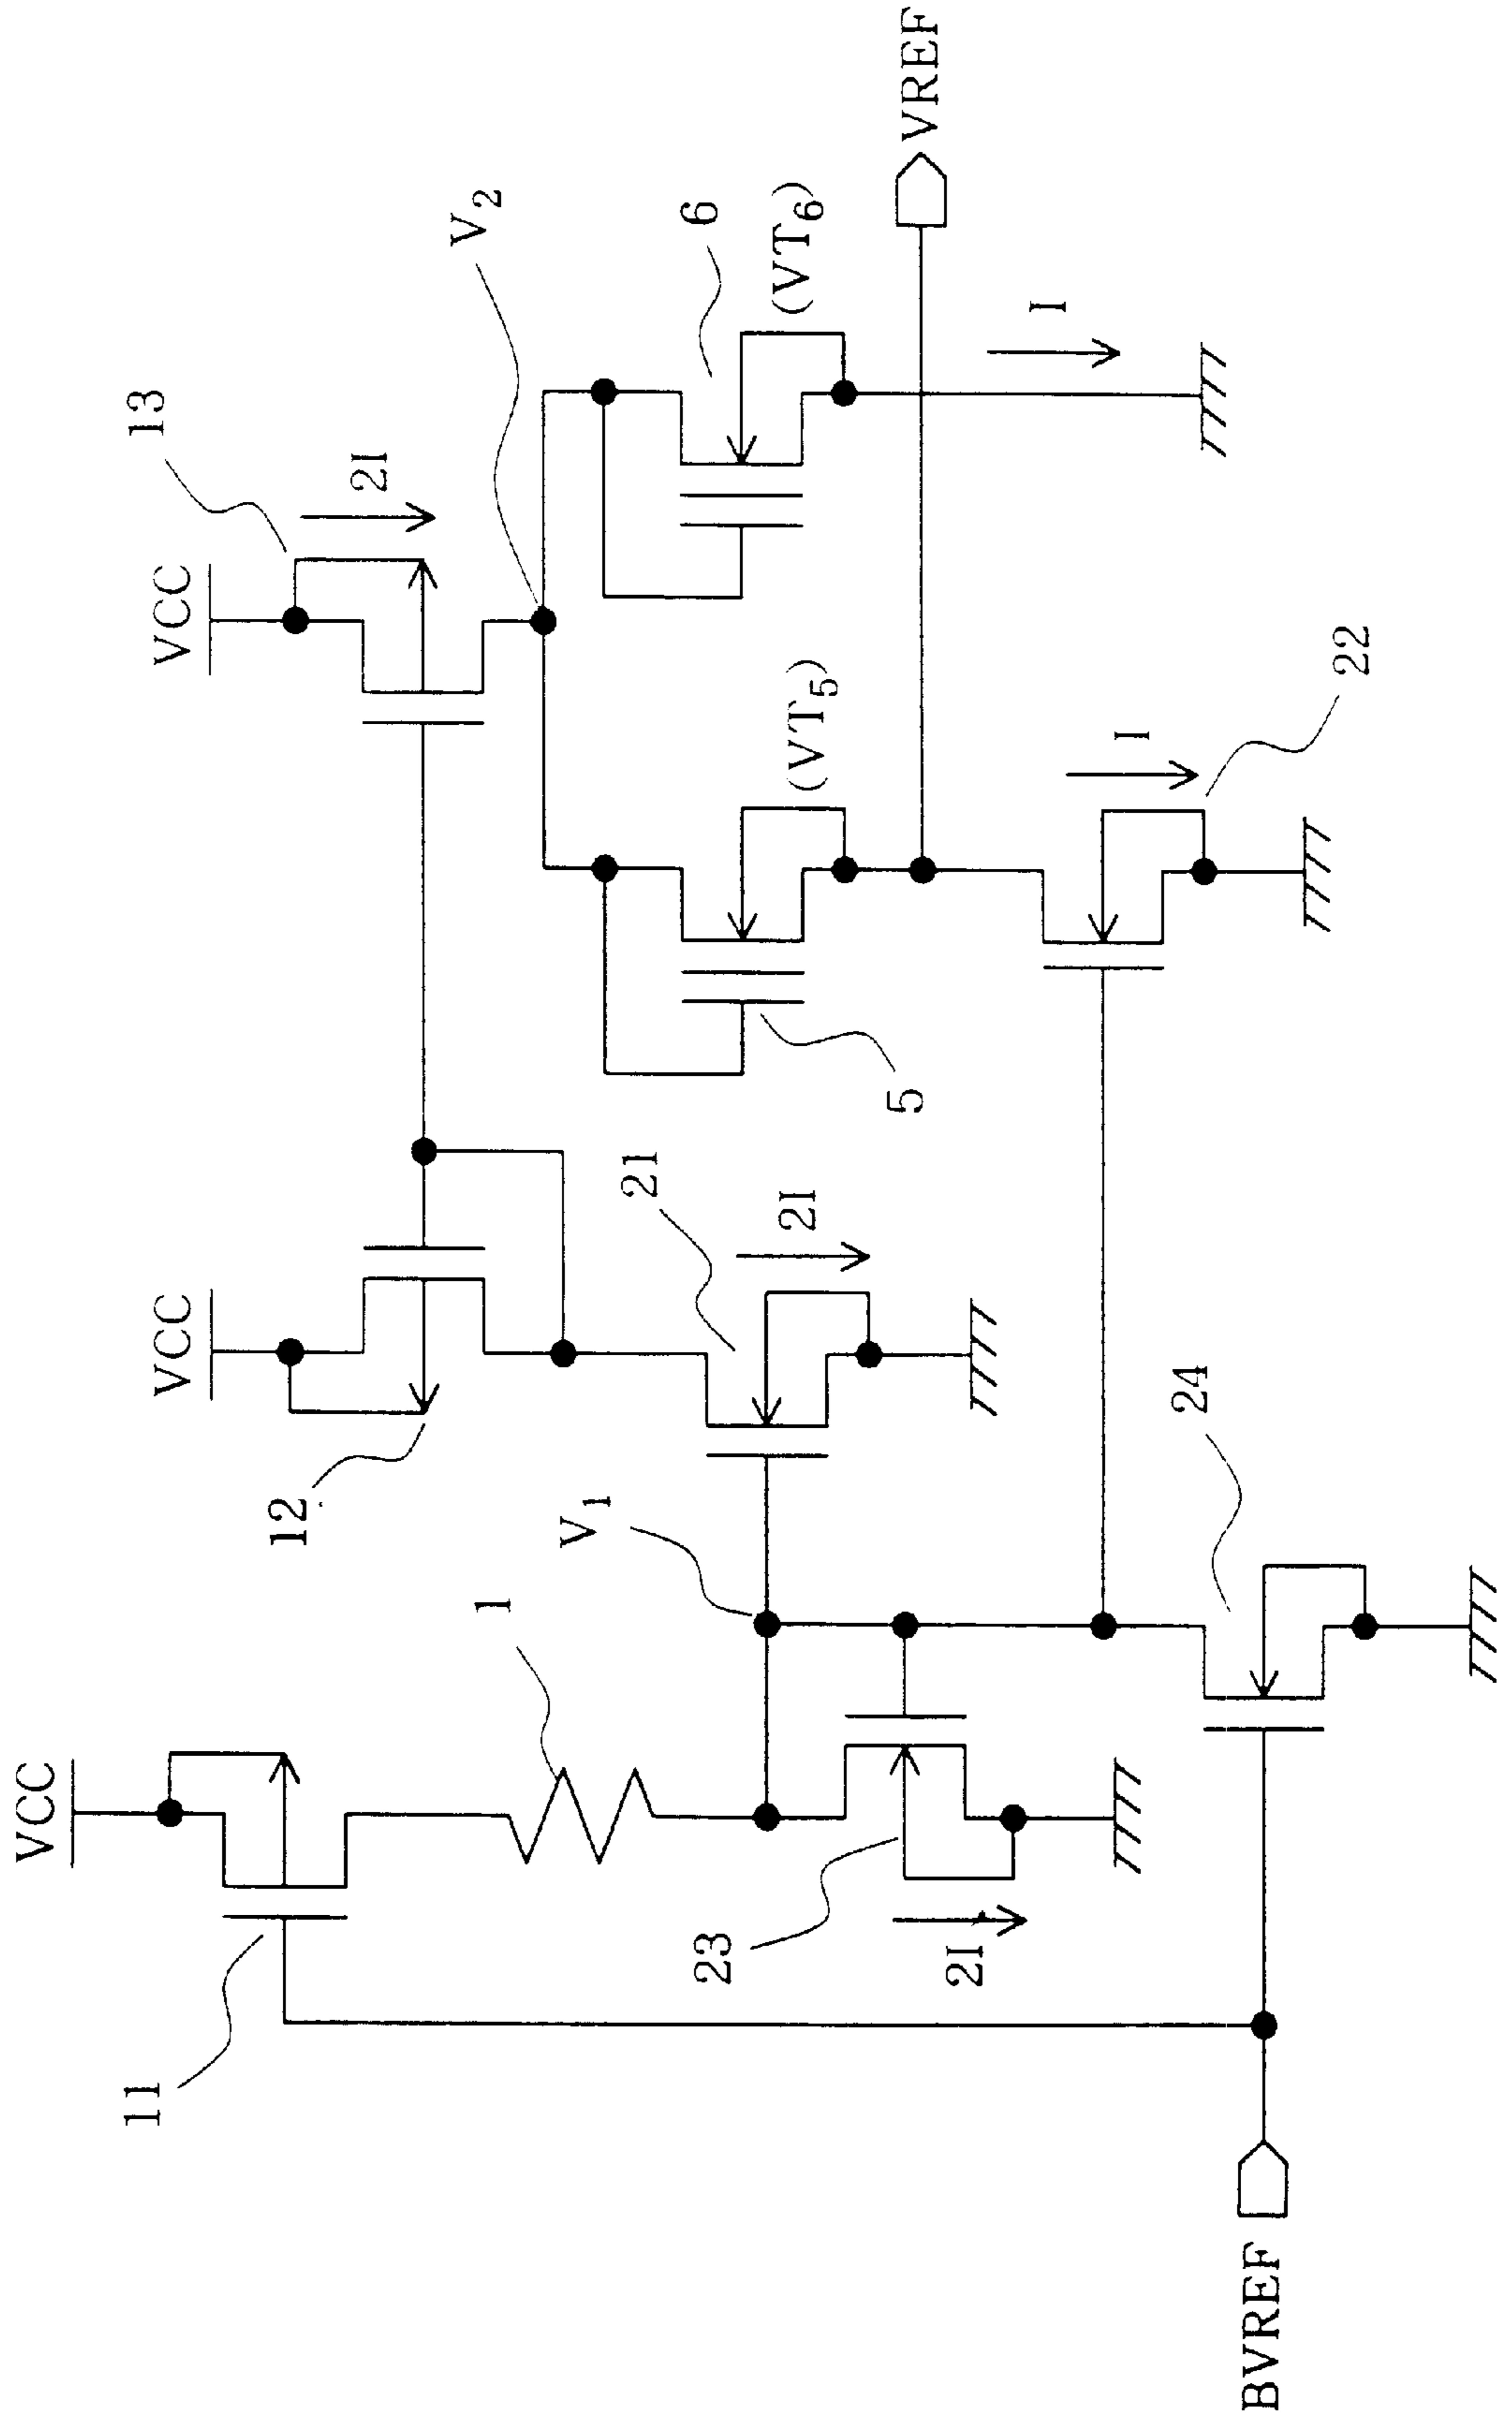 VCC
11
1
23
2I
BVREF
24
V1
VCC
12
21
2I
5
(VT5)
22
I
VCC
13
2I
V2
6
(VT6)
I
VREF